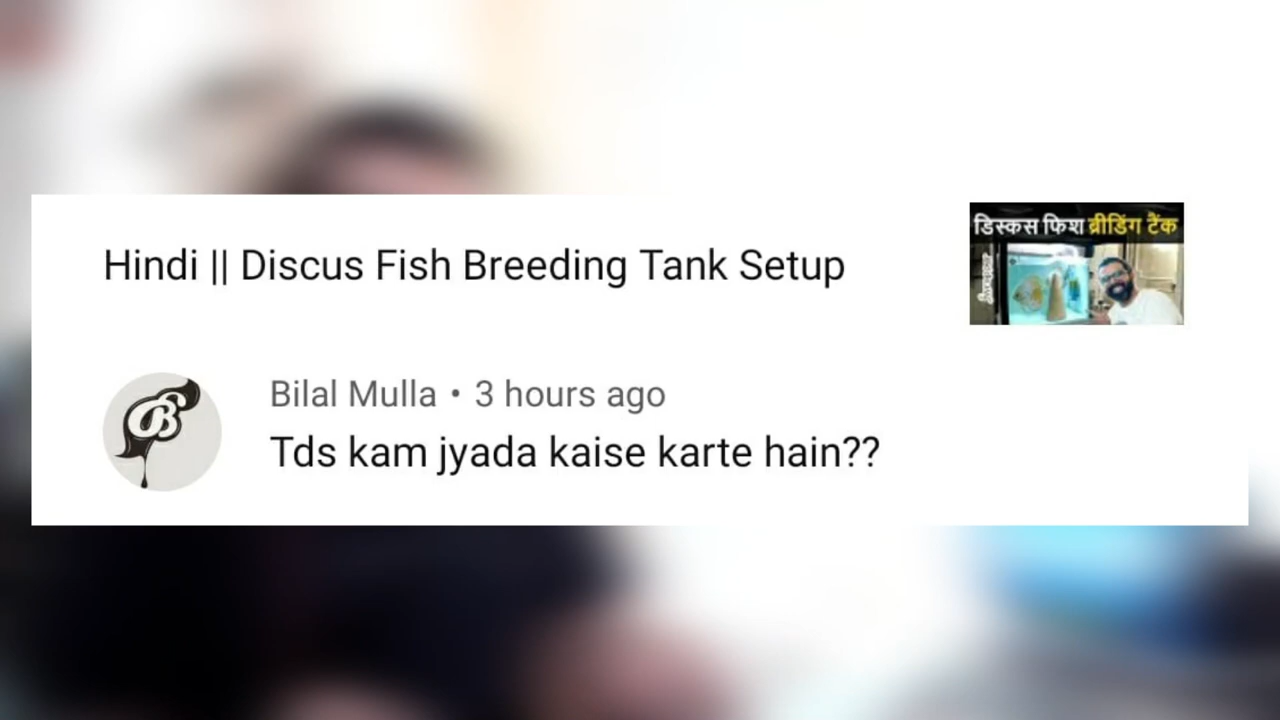 Hindi || Discus Fish Breeding Tank Setup
डिस्कस फिश ब्रीडिंग टैंक
Bilal Mulla • 3 hours ago
Tds kam jyada kaise karte hain??